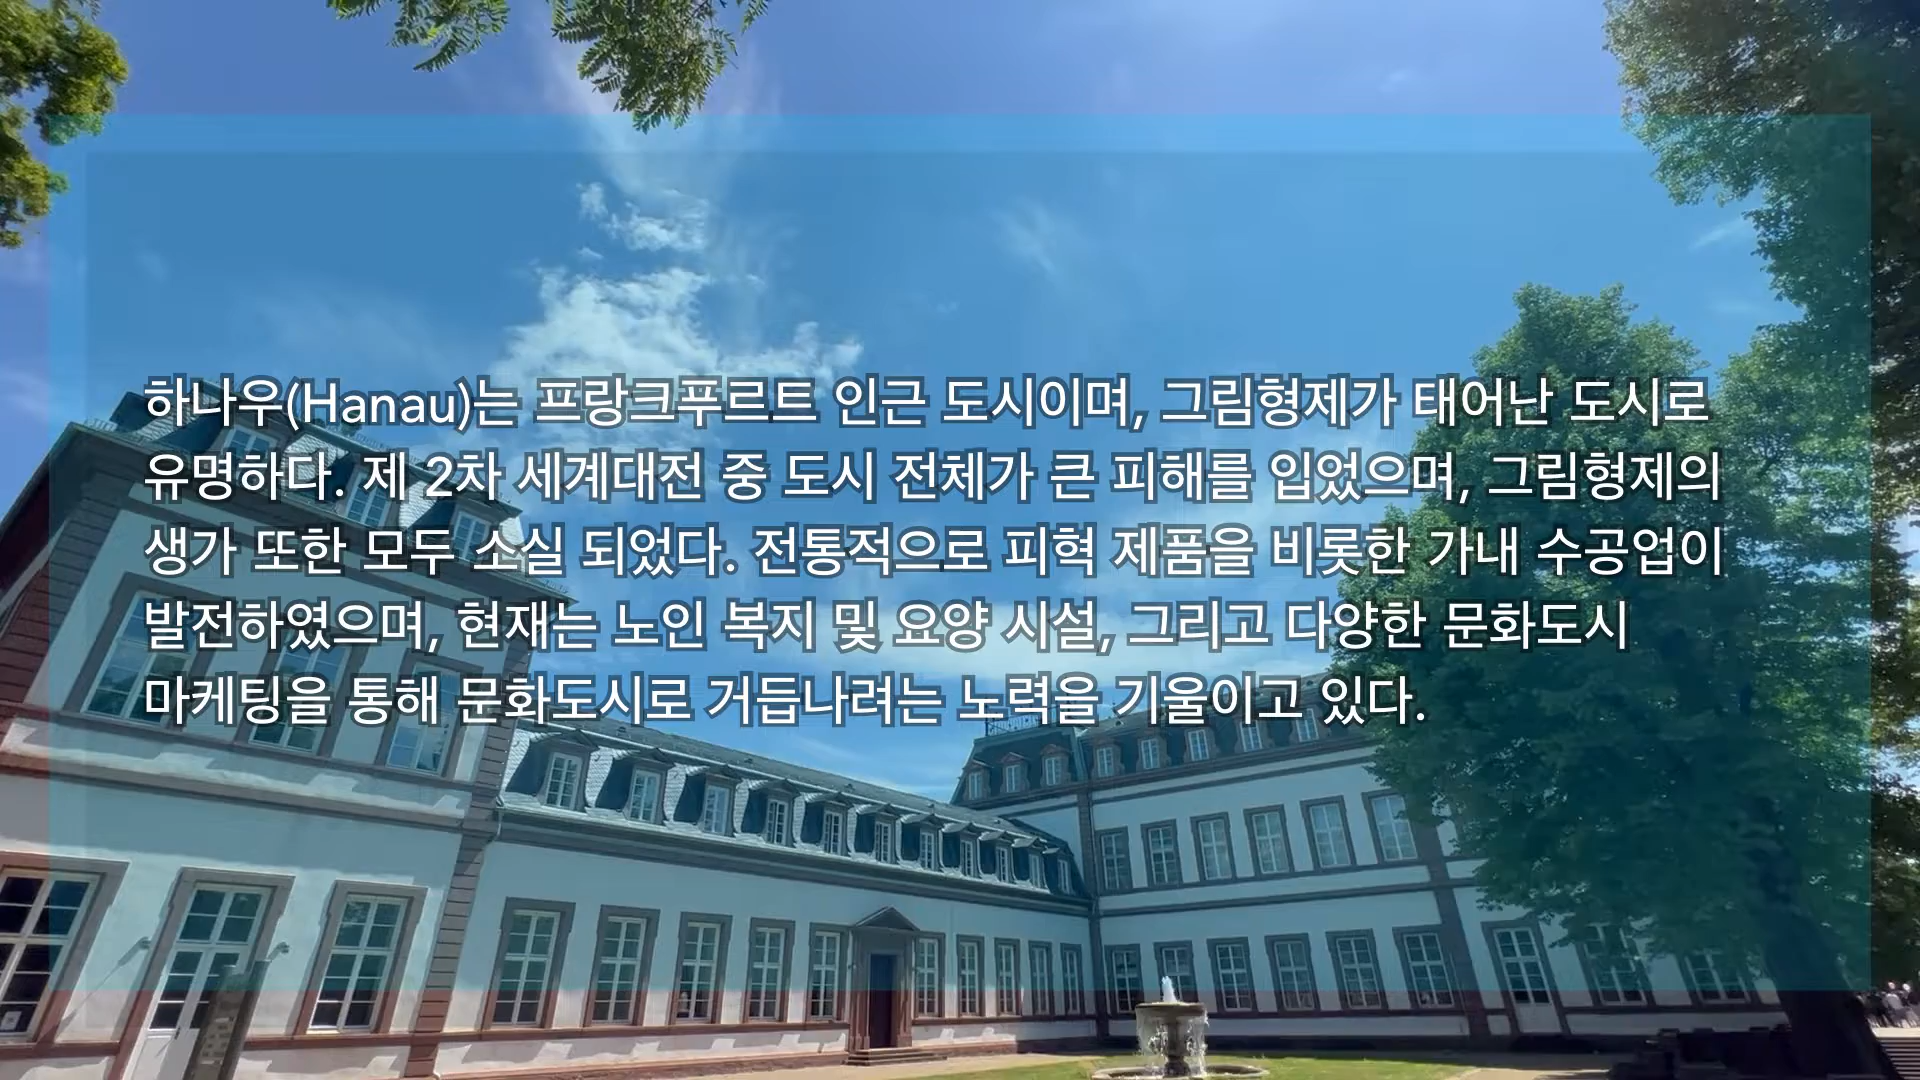 하나우(Hanau)는 프랑크푸르트 인근 도시이며, 그림형제가 태어난 도시로
유명하다. 제 2차 세계대전 중 도시 전체가 큰 피해를 입었으며, 그림형제의
생가 또한 모두 소실 되었다. 전통적으로 피혁 제품을 비롯한 가내 수공업이
발전하였으며, 현재는 노인 복지 및 요양 시설, 그리고 다양한 문화도시
마케팅을 통해 문화도시로 거듭나려는 노력을 기울이고 있다.